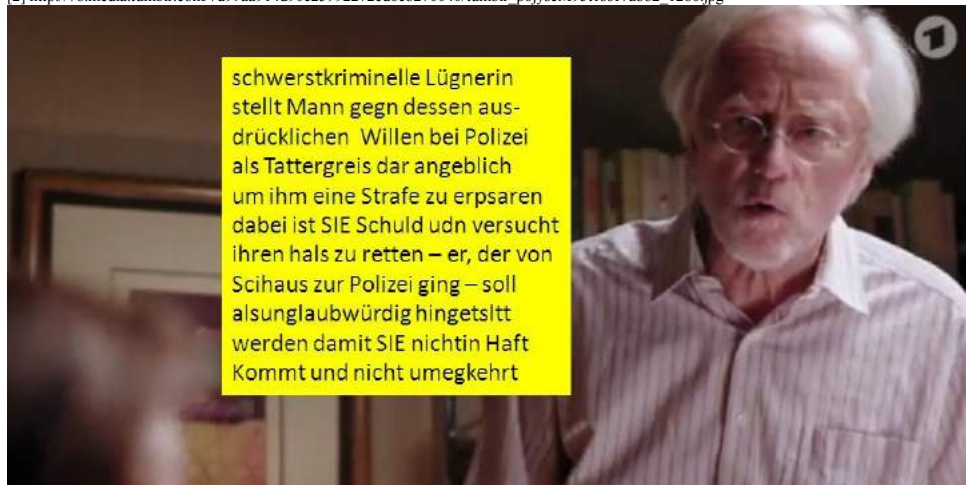 schwerstkriminelle Lügnerin
stellt Mann gegn dessen aus-
drücklichen Willen bei Polizei
als Tattergreis dar angeblich
um ihm eine Strafe zu erpsaren
dabei ist SIE Schuld udn versucht
ihren hals zu retten – er, der von
Scihaus zur Polizei ging – soll
alsunglaubwürdig hingetsltt
werden damit SIE nichtin Haft
Kommt und nicht umegkehrt